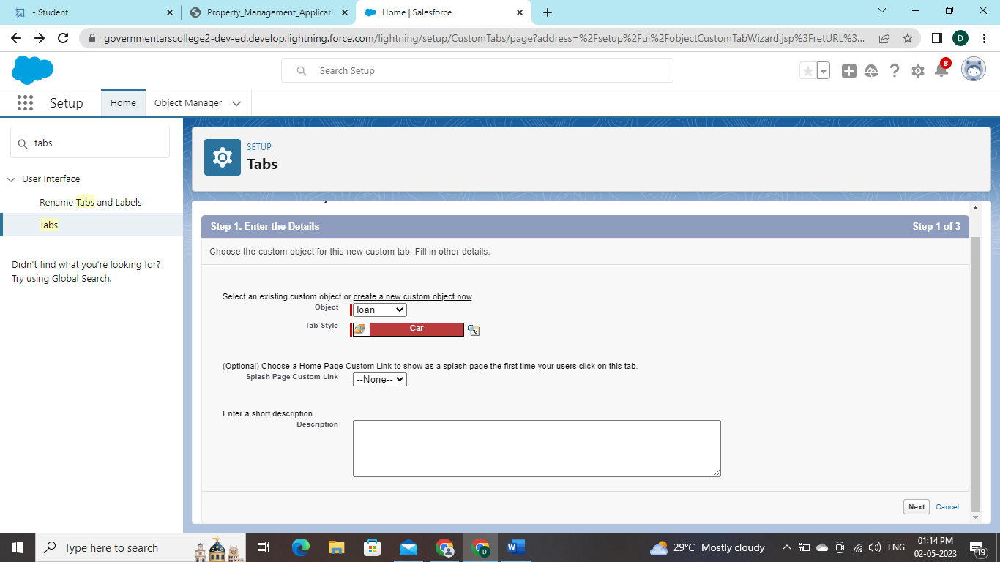 - Student
Property_Management_Applicati
Home | Salesforce
governmentarscollege2-dev-ed.develop.lightning.force.com/lightning/setup/CustomTabs/page?address=%2Fsetup%2Fui%2FobjectCustomTabWizard.jsp%3FretURL%3...
D
Search Setup
8
Setup
Home
Object Manager
tabs
User Interface
Rename Tabs and Labels
Tabs
Didn't find what you're looking for?
Try using Global Search.
SETUP
Tabs
Step 1. Enter the Details
Step 1 of 3
Choose the custom object for this new custom tab. Fill in other details.
Select an existing custom object or create a new custom object now.
Object
loan
Tab Style
Car
(Optional) Choose a Home Page Custom Link to show as a splash page the first time your users click on this tab.
Splash Page Custom Link
--None--
Enter a short description.
Description
Next
Cancel
Type here to search
D
29°C Mostly cloudy
ENG
01:14 PM
02-05-2023
19